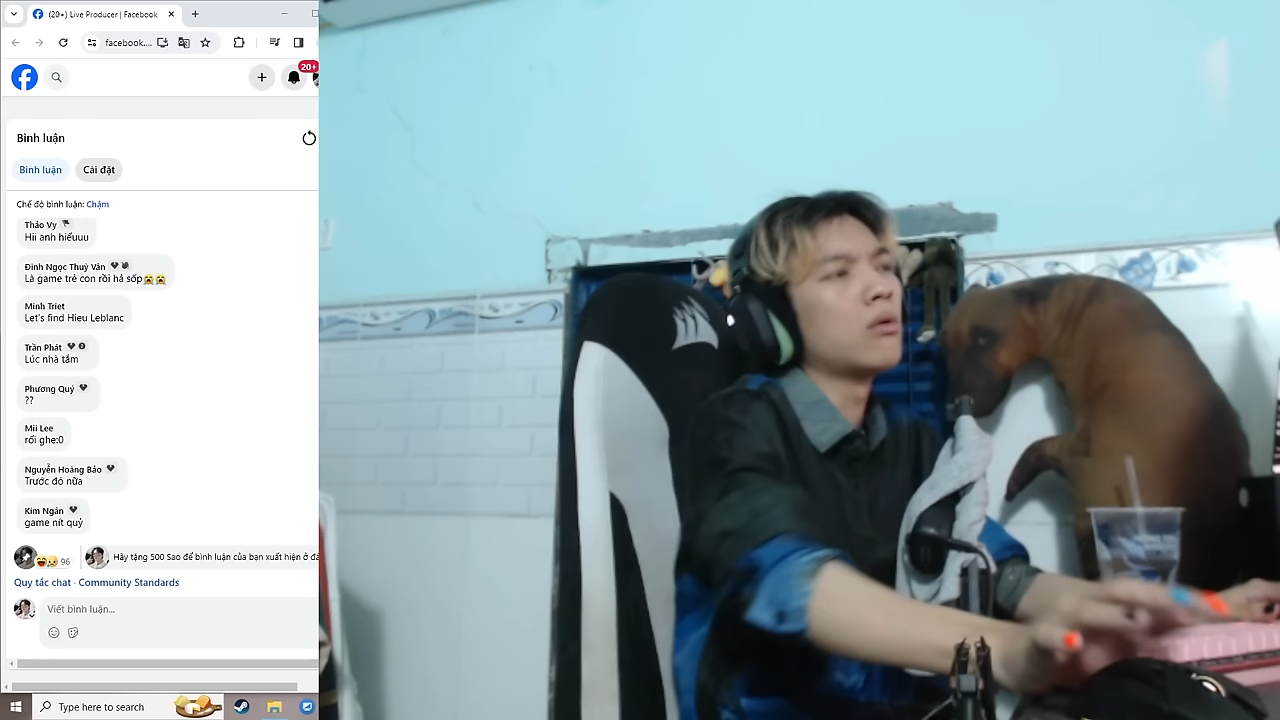 (20+) Live Producer | Facebook
facebook....
20+
Bình luận
Bình luận
Cài đặt
Chế độ bình luận: Chậm
Thảo Vy
Hii anh hiếuuu
Đinh Ngọc Thuỳ Vân
Là game trẻ con rồi hả sốp😭😭
Minh Triet
Let's find Hieu Leblanc
Trần Phát
Lúc nhà tắm
Phương Quý
??
Mii Lee
rối ghe:0
Nguyễn Hoàng Bảo
Trước đó nữa
Kim Ngân
game nít quỷ
96
Hãy tặng 500 Sao để bình luận của bạn xuất hiện ở
Quy tắc chat · Community Standards
Viết bình luận...
Type here to search